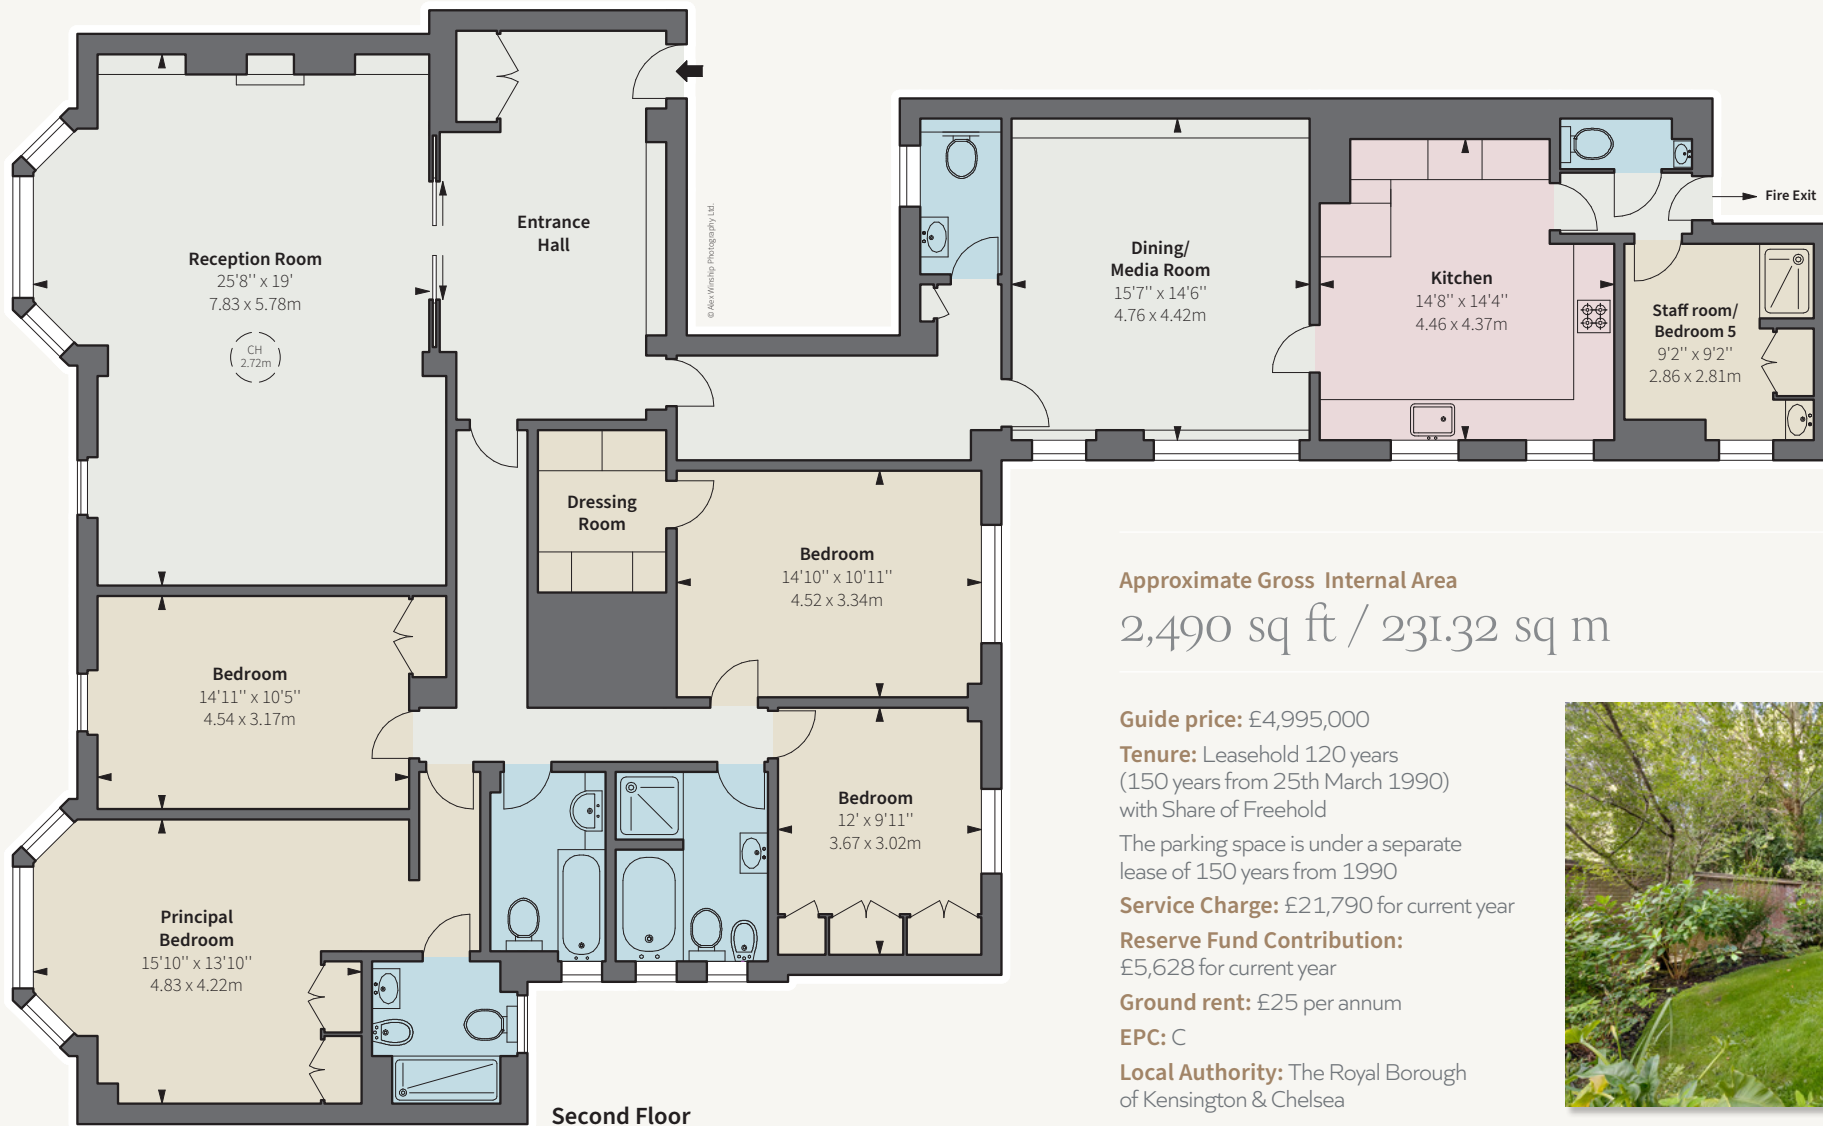 Reception Room
25'8'' x 19'
7.83 x 5.78m
CH
2.72m
Entrance
Hall
© Alex Winship Photography Ltd.
Dining/
Media Room
15'7'' x 14'6''
4.76 x 4.42m
Kitchen
14'8'' x 14'4''
4.46 x 4.37m
Fire Exit
Staff room/
Bedroom 5
9'2'' x 9'2''
2.86 x 2.81m
Dressing
Room
Bedroom
14'10'' x 10'11''
4.52 x 3.34m
Bedroom
14'11'' x 10'5''
4.54 x 3.17m
Bedroom
12' x 9'11''
3.67 x 3.02m
Principal
Bedroom
15'10'' x 13'10''
4.83 x 4.22m
Second Floor
Approximate Gross Internal Area
2,490 sq ft / 231.32 sq m
Guide price: £4,995,000
Tenure: Leasehold 120 years
(150 years from 25th March 1990)
with Share of Freehold
The parking space is under a separate
lease of 150 years from 1990
Service Charge: £21,790 for current year
Reserve Fund Contribution:
£5,628 for current year
Ground rent: £25 per annum
EPC: C
Local Authority: The Royal Borough
of Kensington & Chelsea